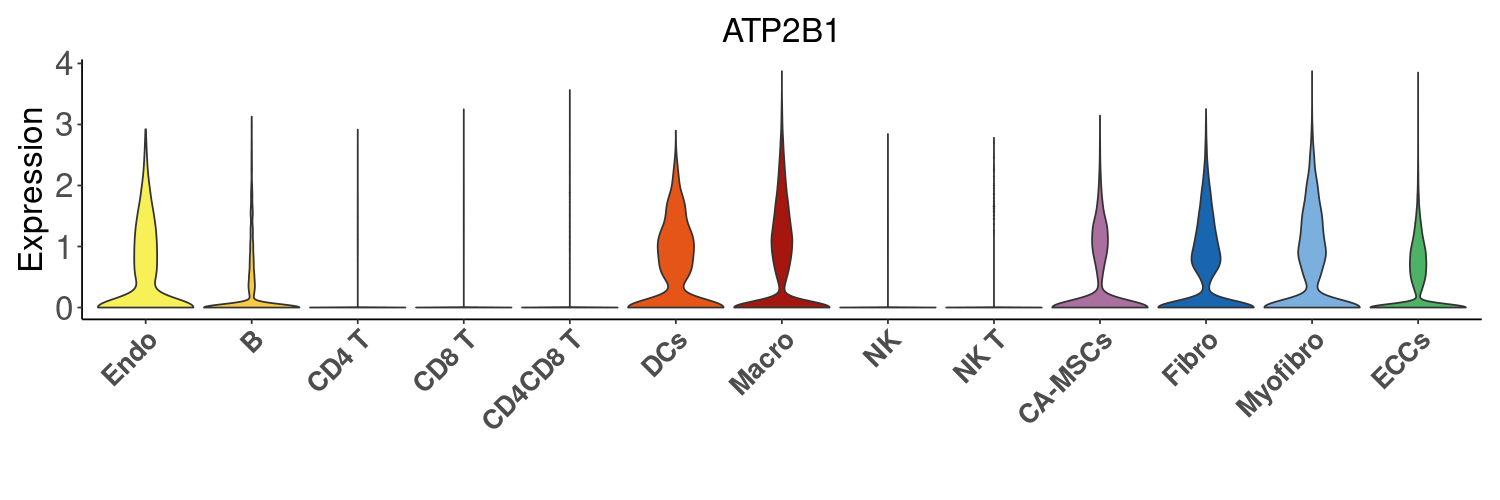 ATP2B1
Expression
4
3
2
1
0
Endo
B
CD4 T
CD8 T
CD4CD8 T
DCs
Macro
NK
NK T
CA-MSCs
Fibro
Myofibro
ECCs